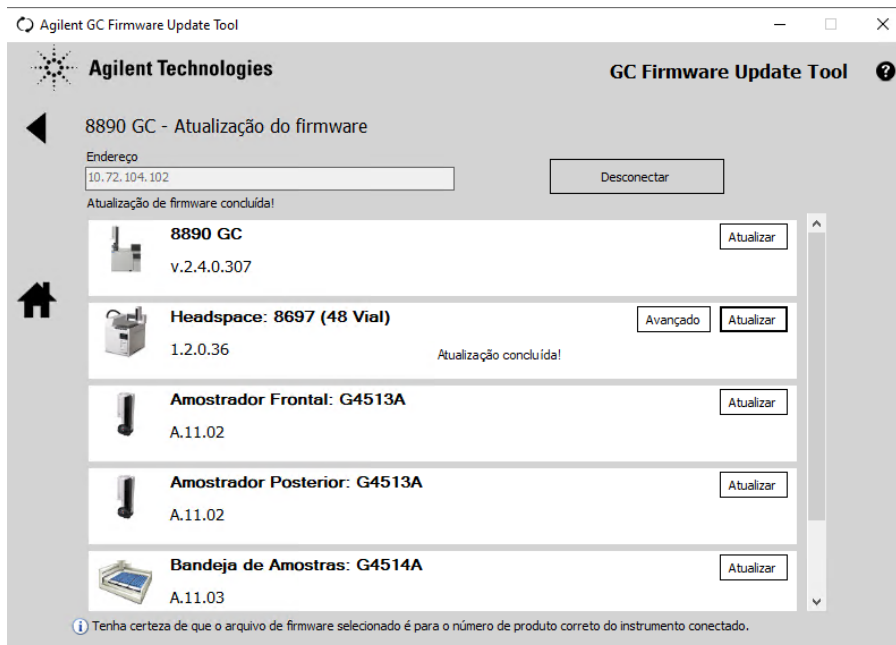 Agilent GC Firmware Update Tool
Agilent Technologies
GC Firmware Update Tool
?
8890 GC - Atualização do firmware
Endereço
10.72.104.102
Desconectar
Atualização de firmware concluída!
8890 GC
Atualizar
v.2.4.0.307
Headspace: 8697 (48 Vial)
Avançado
Atualizar
1.2.0.36
Atualização concluída!
Amostrador Frontal: G4513A
Atualizar
A.11.02
Amostrador Posterior: G4513A
Atualizar
A.11.02
Bandeja de Amostras: G4514A
Atualizar
A.11.03
Tenha certeza de que o arquivo de firmware selecionado é para o número de produto correto do instrumento conectado.